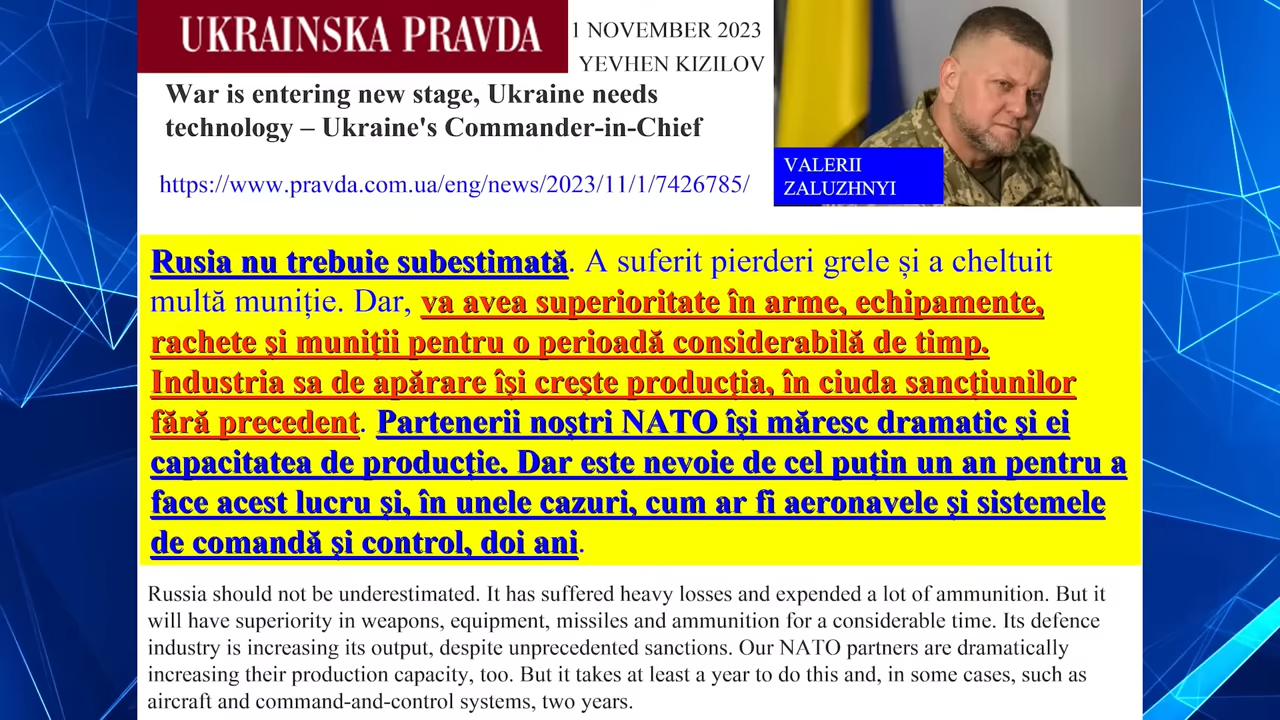 UKRAINSKA PRAVDA
1 NOVEMBER 2023
YEVHEN KIZILOV
War is entering new stage, Ukraine needs
technology – Ukraine's Commander-in-Chief
https://www.pravda.com.ua/eng/news/2023/11/1/7426785/
VALERII
ZALUZHNYI
Rusia nu trebuie subestimată. A suferit pierderi grele și a cheltuit
multă muniție. Dar, va avea superioritate în arme, echipamente,
rachete și muniții pentru o perioadă considerabilă de timp.
Industria sa de apărare își crește producția, în ciuda sancțiunilor
fără precedent. Partenerii noștri NATO își măresc dramatic și ei
capacitatea de producție. Dar este nevoie de cel puțin un an pentru a
face acest lucru și, în unele cazuri, cum ar fi aeronavele și sistemele
de comandă și control, doi ani.
Russia should not be underestimated. It has suffered heavy losses and expended a lot of ammunition. But it
will have superiority in weapons, equipment, missiles and ammunition for a considerable time. Its defence
industry is increasing its output, despite unprecedented sanctions. Our NATO partners are dramatically
increasing their production capacity, too. But it takes at least a year to do this and, in some cases, such as
aircraft and command-and-control systems, two years.